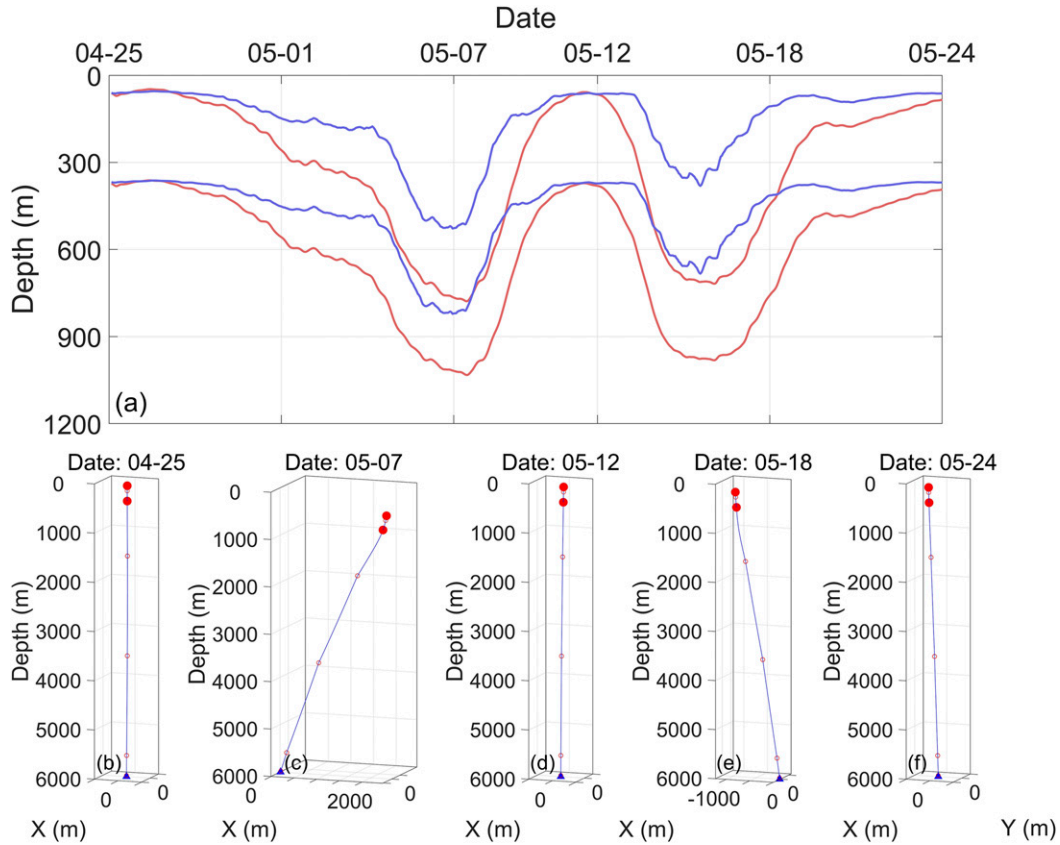 Date
04-25 05-01 05-07 05-12 05-18 05-24
0
300
600
900
1200
Depth (m)
(a)
Date: 04-25
0
1000
2000
3000
4000
5000
6000
Depth (m)
(b)
0 0
X (m)
Date: 05-07
0
1000
2000
3000
4000
5000
6000
Depth (m)
(c)
0 2000 0
X (m)
Date: 05-12
0
1000
2000
3000
4000
5000
6000
Depth (m)
(d)
0 0
X (m)
Date: 05-18
0
1000
2000
3000
4000
5000
6000
Depth (m)
(e)
-1000 0 0
X (m)
Date: 05-24
0
1000
2000
3000
4000
5000
6000
Depth (m)
(f)
0 0
X (m) Y (m)